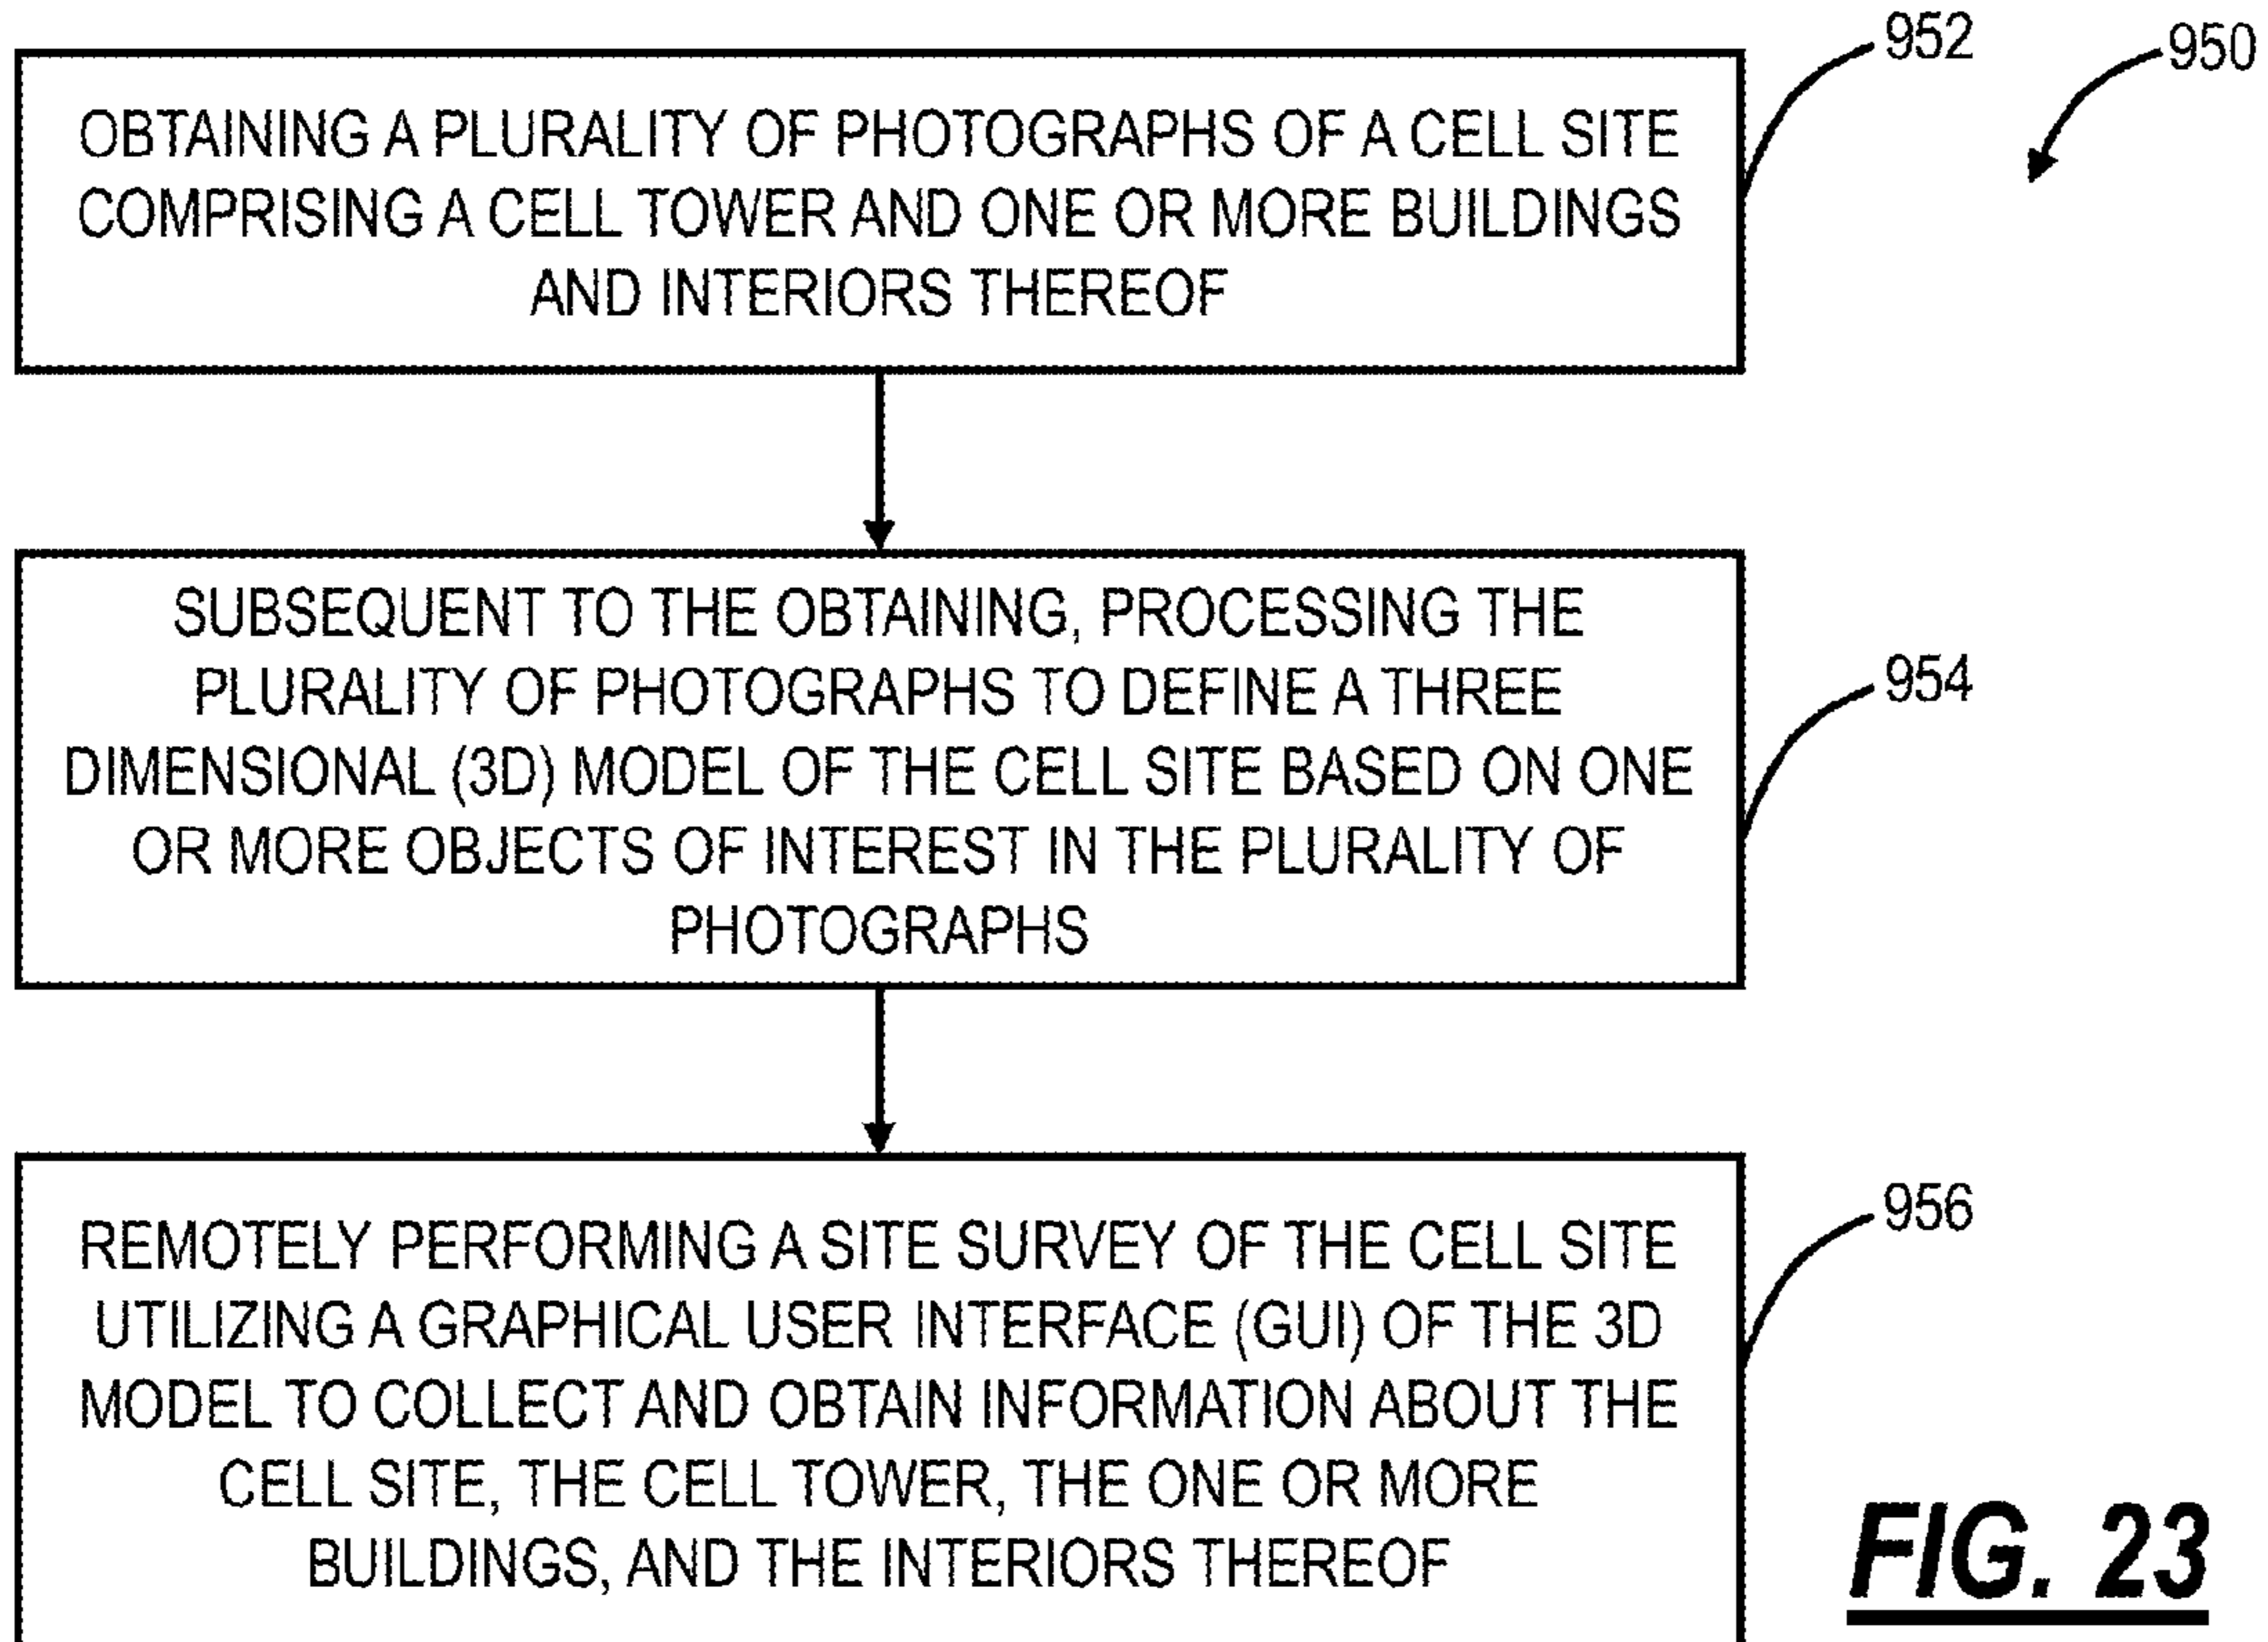 952
950
OBTAINING A PLURALITY OF PHOTOGRAPHS OF A CELL SITE
COMPRISING A CELL TOWER AND ONE OR MORE BUILDINGS
AND INTERIORS THEREOF
SUBSEQUENT TO THE OBTAINING, PROCESSING THE
PLURALITY OF PHOTOGRAPHS TO DEFINE A THREE
DIMENSIONAL (3D) MODEL OF THE CELL SITE BASED ON ONE
OR MORE OBJECTS OF INTEREST IN THE PLURALITY OF
PHOTOGRAPHS
954
REMOTELY PERFORMING A SITE SURVEY OF THE CELL SITE
UTILIZING A GRAPHICAL USER INTERFACE (GUI) OF THE 3D
MODEL TO COLLECT AND OBTAIN INFORMATION ABOUT THE
CELL SITE, THE CELL TOWER, THE ONE OR MORE
BUILDINGS, AND THE INTERIORS THEREOF
956
FIG. 23